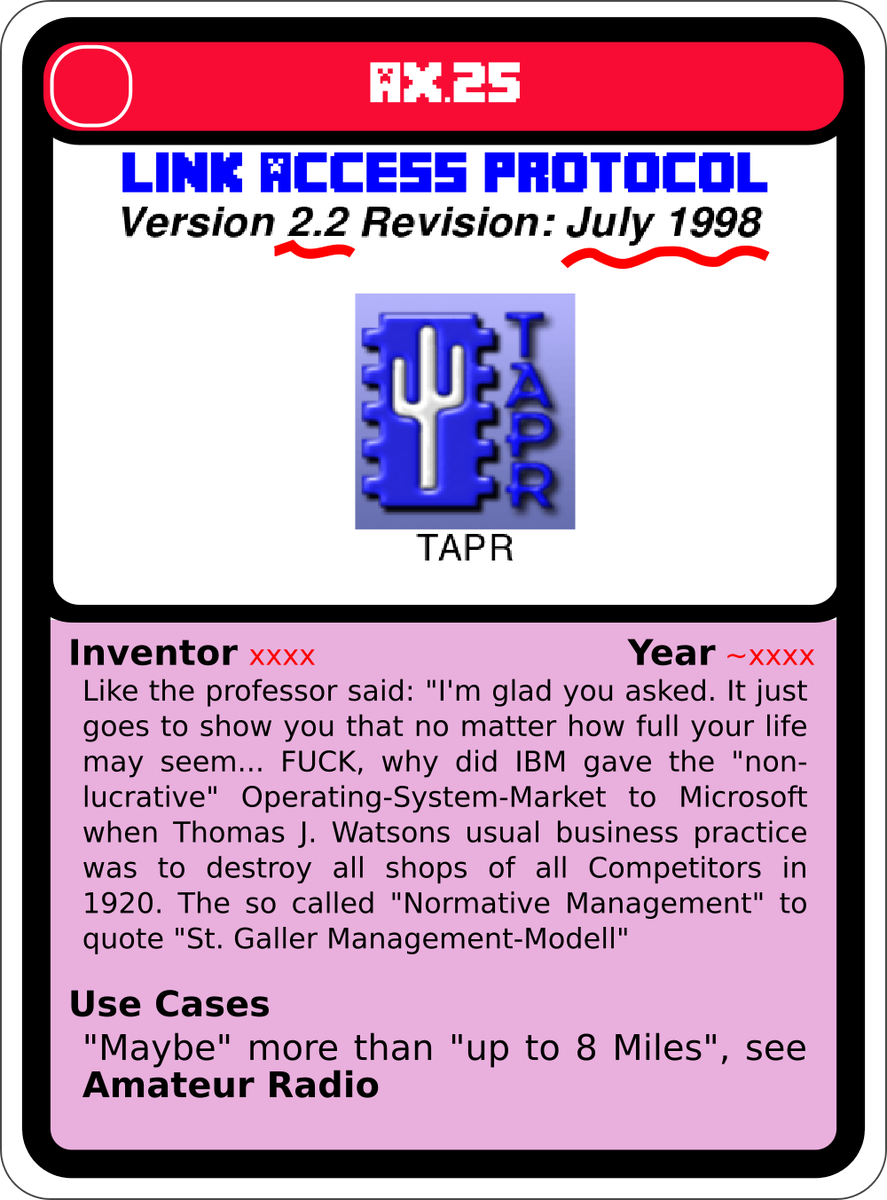 AX.25
LINK ACCESS PROTOCOL
Version 2.2 Revision: July 1998
TAPR
TAPR
Inventor xxxx Year ~xxxx
Like the professor said: "I'm glad you asked. It just
goes to show you that no matter how full your life
may seem... FUCK, why did IBM gave the "non-
lucrative" Operating-System-Market to Microsoft
when Thomas J. Watsons usual business practice
was to destroy all shops of all Competitors in
1920. The so called "Normative Management" to
quote "St. Galler Management-Modell"
Use Cases
"Maybe" more than "up to 8 Miles", see
Amateur Radio